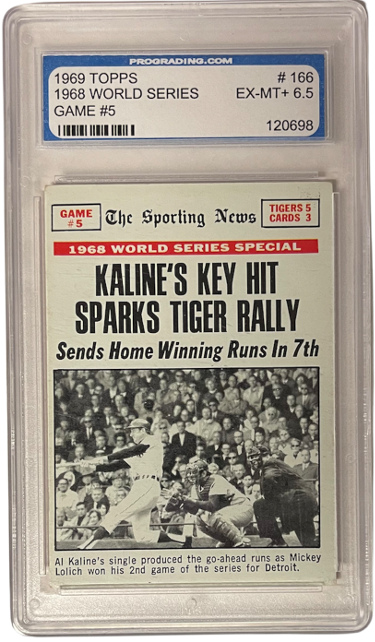 PROGRADING.COM
1969 TOPPS # 166
1968 WORLD SERIES EX-MT+ 6.5
GAME #5
120698
GAME #5 The Sporting News TIGERS 5 CARDS 3
1968 WORLD SERIES SPECIAL
KALINE'S KEY HIT
SPARKS TIGER RALLY
Sends Home Winning Runs In 7th
Al Kaline's single produced the go-ahead runs as Mickey
Lolich won his 2nd game of the series for Detroit.